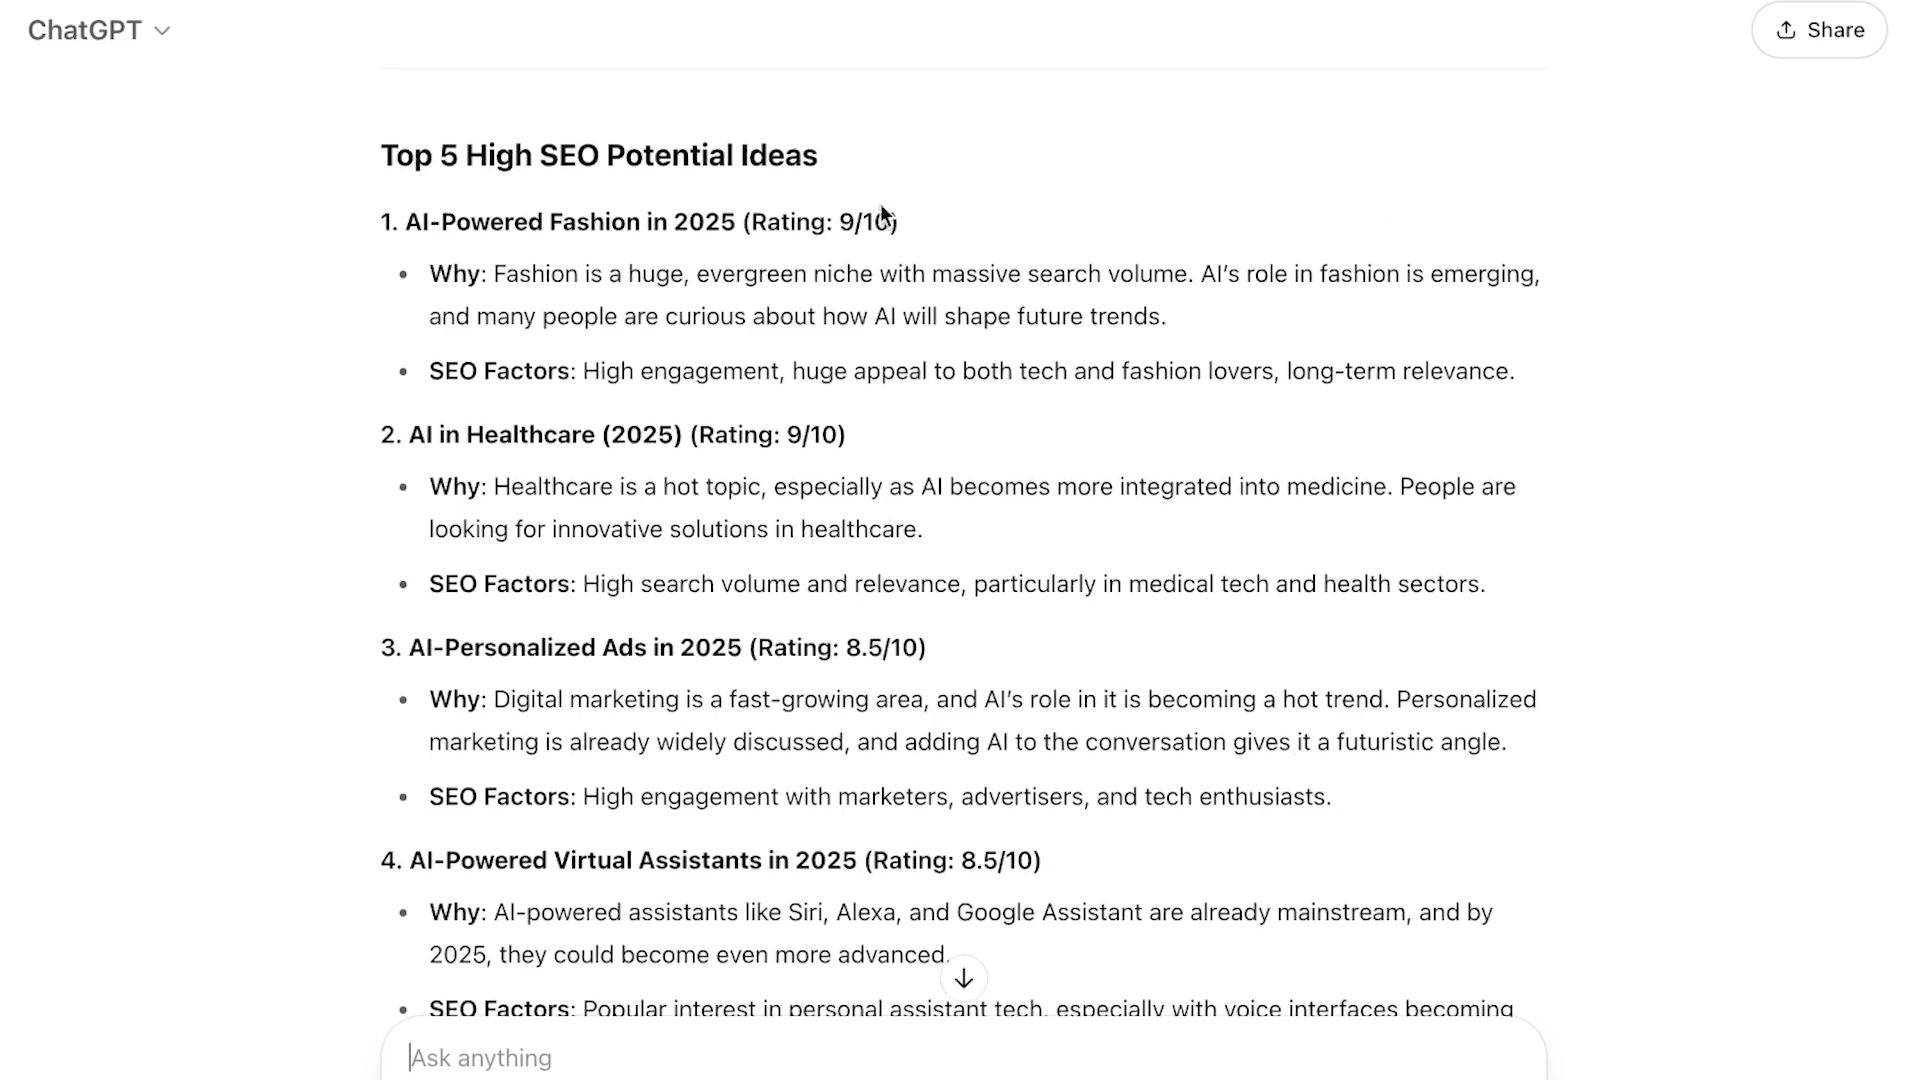 ChatGPT
Share
Top 5 High SEO Potential Ideas
1. AI-Powered Fashion in 2025 (Rating: 9/10)
• Why: Fashion is a huge, evergreen niche with massive search volume. AI’s role in fashion is emerging,
and many people are curious about how AI will shape future trends.
• SEO Factors: High engagement, huge appeal to both tech and fashion lovers, long-term relevance.
2. AI in Healthcare (2025) (Rating: 9/10)
• Why: Healthcare is a hot topic, especially as AI becomes more integrated into medicine. People are
looking for innovative solutions in healthcare.
• SEO Factors: High search volume and relevance, particularly in medical tech and health sectors.
3. AI-Personalized Ads in 2025 (Rating: 8.5/10)
• Why: Digital marketing is a fast-growing area, and AI’s role in it is becoming a hot trend. Personalized
marketing is already widely discussed, and adding AI to the conversation gives it a futuristic angle.
• SEO Factors: High engagement with marketers, advertisers, and tech enthusiasts.
4. AI-Powered Virtual Assistants in 2025 (Rating: 8.5/10)
• Why: AI-powered assistants like Siri, Alexa, and Google Assistant are already mainstream, and by
2025, they could become even more advanced.
• SEO Factors: Popular interest in personal assistant tech, especially with voice interfaces becoming
Ask anything